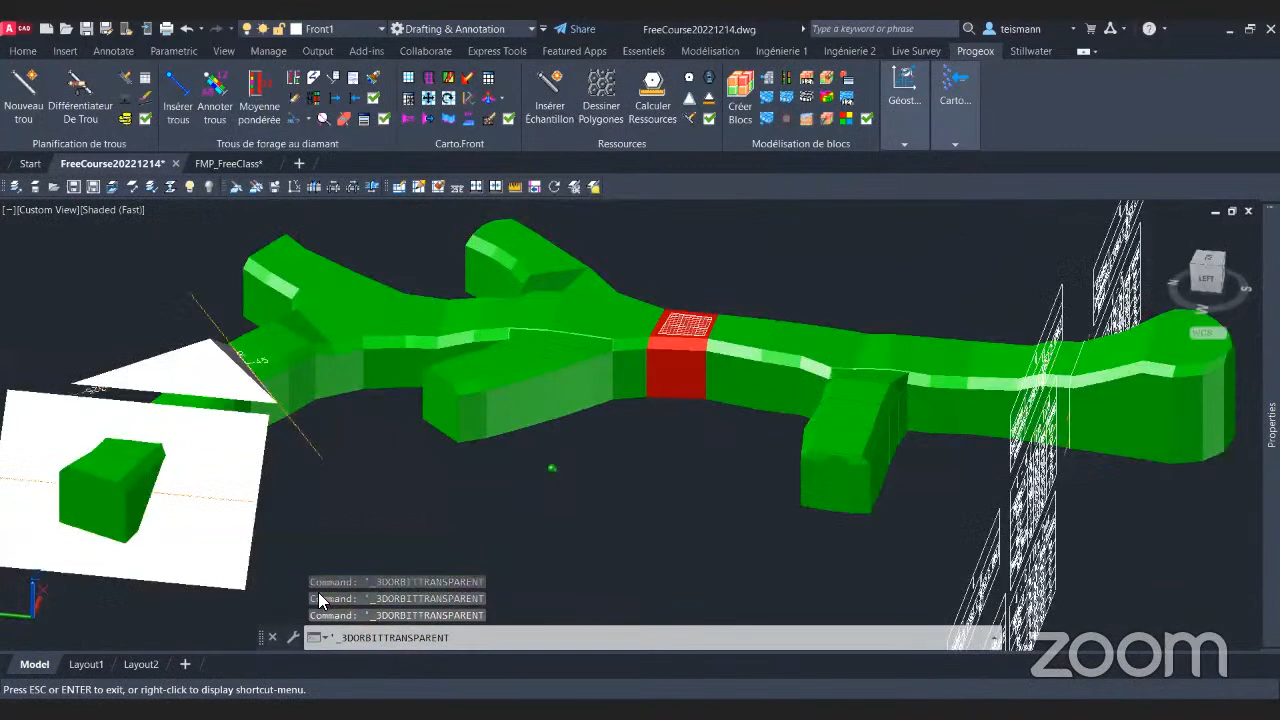 CAD
Front1
Drafting & Annotation
Share
FreeCourse20221214.dwg
Type a keyword or phrase
teismann
Home Insert Annotate Parametric View Manage Output Add-ins Collaborate Express Tools Featured Apps Essentiels Modélisation Ingénierie 1 Ingénierie 2 Live Survey Progeox Stillwater
Nouveau trou
Différentiateur De Trou
Insérer trous
Annoter trous
Moyenne pondérée
Insérer Échantillon
Dessiner Polygones
Calculer Ressources
Créer Blocs
Géost...
Carto...
Planification de trous
Trous de forage au diamant
Carto.Front
Ressources
Modélisation de blocs
Start
FreeCourse20221214*
FMP_FreeClass*
[−][Custom View][Shaded (Fast)]
LEFT
S
W
WCS
Properties
Command: '_3DORBITTRANSPARENT
Command: '_3DORBITTRANSPARENT
Command: '_3DORBITTRANSPARENT
'_3DORBITTRANSPARENT
zoom
Model Layout1 Layout2
Press ESC or ENTER to exit, or right-click to display shortcut-menu.